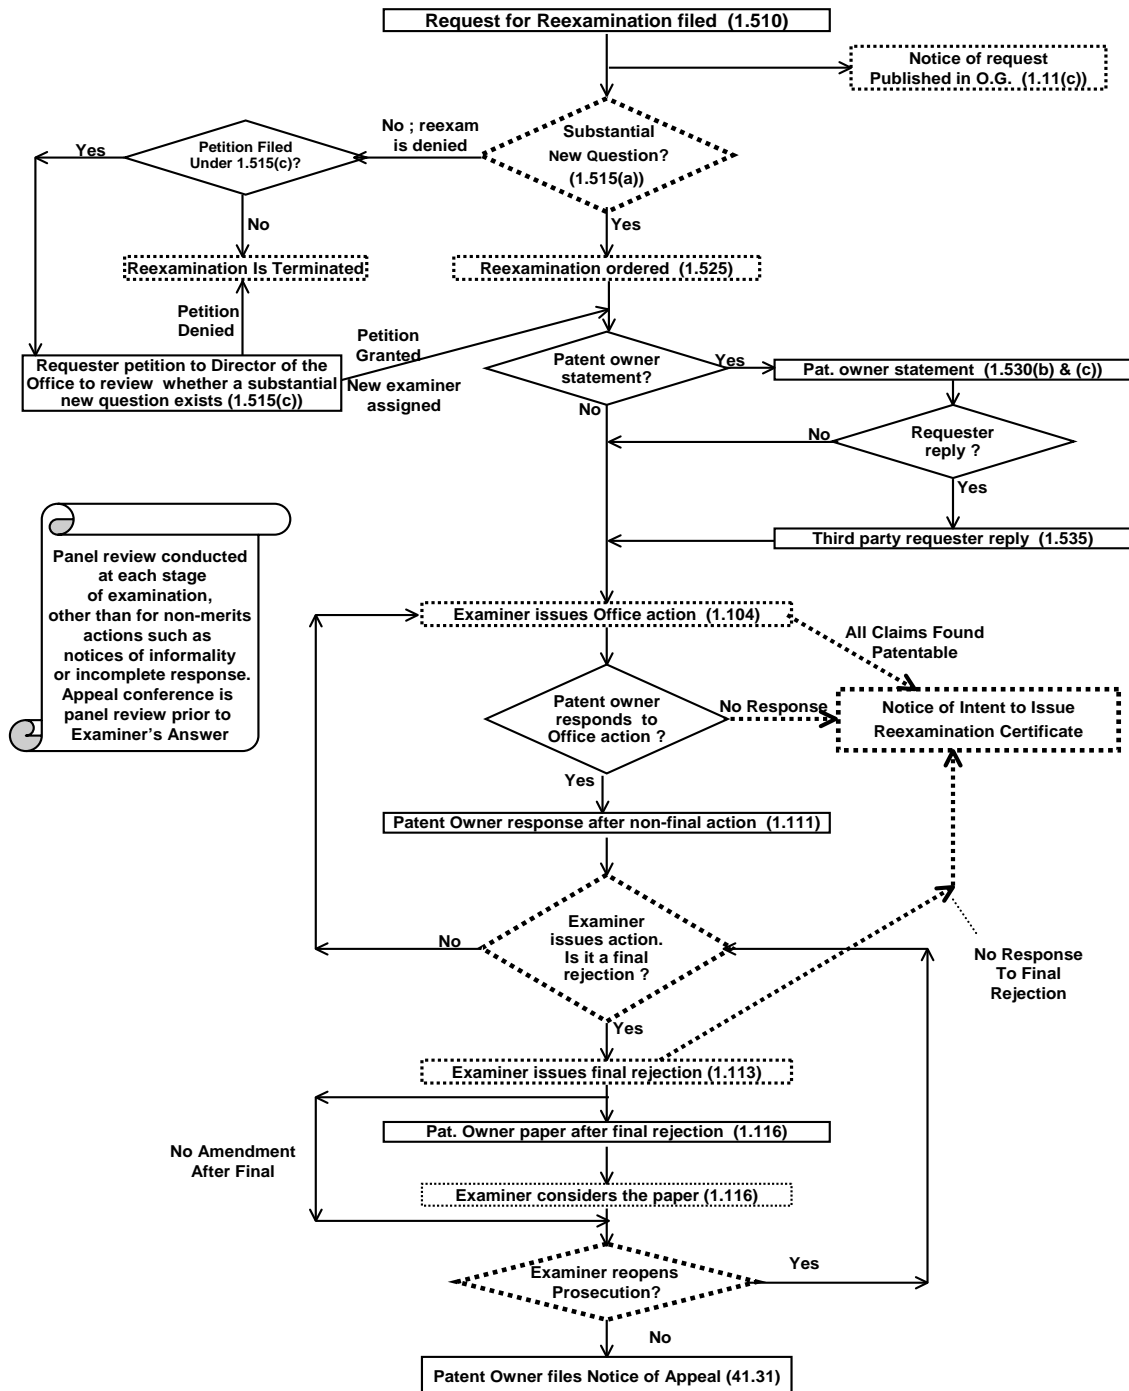 Request for Reexamination filed (1.510)
Notice of request
Published in O.G. (1.11(c))
Substantial
New Question?
(1.515(a))
No ; reexam
is denied
Petition Filed
Under 1.515(c)?
Yes
No
Yes
Reexamination Is Terminated
Reexamination ordered (1.525)
Petition
Denied
Petition
Granted
New examiner
assigned
Requester petition to Director of the
Office to review whether a substantial
new question exists (1.515(c))
Patent owner
statement?
Yes
Pat. owner statement (1.530(b) & (c))
No
Requester
reply ?
No
Yes
Third party requester reply (1.535)
Panel review conducted
at each stage
of examination,
other than for non-merits
actions such as
notices of informality
or incomplete response.
Appeal conference is
panel review prior to
Examiner's Answer
Examiner issues Office action (1.104)
All Claims Found
Patentable
Patent owner
responds to
Office action ?
No Response
Notice of Intent to Issue
Reexamination Certificate
Yes
Patent Owner response after non-final action (1.111)
Examiner
issues action.
Is it a final
rejection ?
No
No Response
To Final
Rejection
Yes
Examiner issues final rejection (1.113)
No Amendment
After Final
Pat. Owner paper after final rejection (1.116)
Examiner considers the paper (1.116)
Examiner reopens
Prosecution?
Yes
No
Patent Owner files Notice of Appeal (41.31)